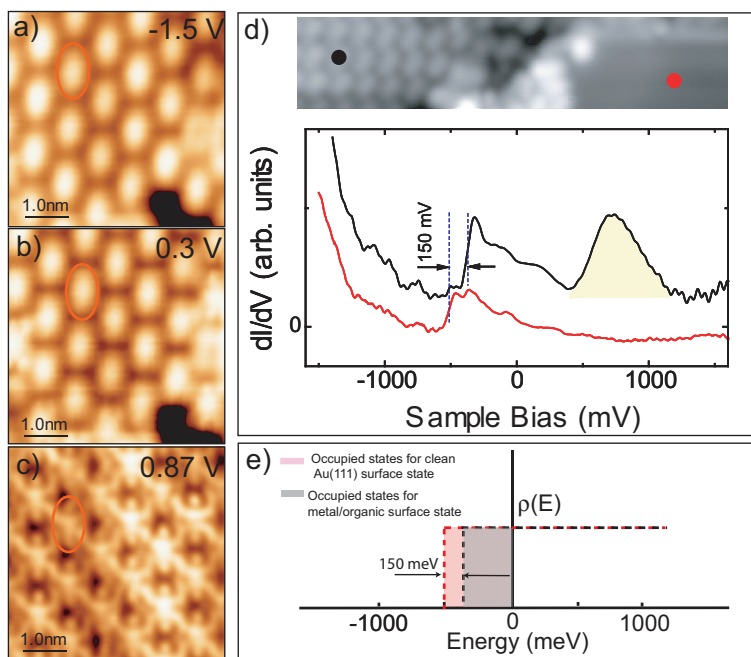 a)
-1.5 V
1.0nm
b)
0.3 V
1.0nm
c)
0.87 V
1.0nm
d)
dI/dV (arb. units)
150 mV
0
-1000
0
1000
Sample Bias (mV)
e)
Occupied states for clean
Au(111) surface state
Occupied states for
metal/organic surface state
ρ(E)
150 meV
-1000
0
1000
Energy (meV)